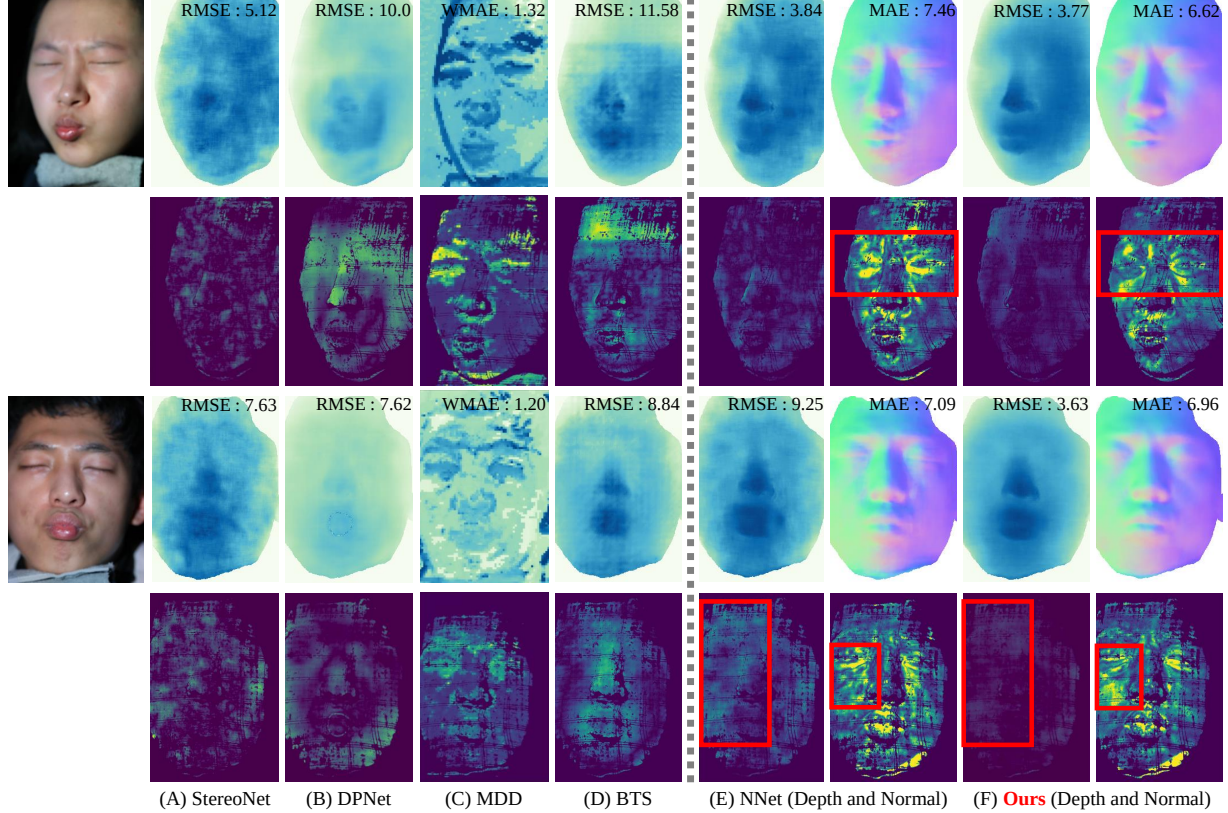 RMSE : 5.12 RMSE : 10.0 WMAE : 1.32 RMSE : 11.58 RMSE : 3.84 MAE : 7.46 RMSE : 3.77 MAE : 6.62
RMSE : 7.63 RMSE : 7.62 WMAE : 1.20 RMSE : 8.84 RMSE : 9.25 MAE : 7.09 RMSE : 3.63 MAE : 6.96
(A) StereoNet (B) DPNet (C) MDD (D) BTS (E) NNet (Depth and Normal) (F) Ours (Depth and Normal)